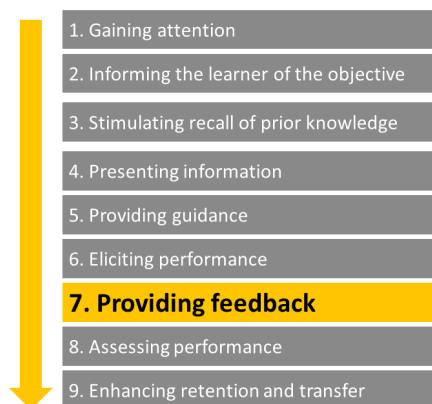 1. Gaining attention
2. Informing the learner of the objective
3. Stimulating recall of prior knowledge
4. Presenting information
5. Providing guidance
6. Eliciting performance
7. Providing feedback
8. Assessing performance
9. Enhancing retention and transfer